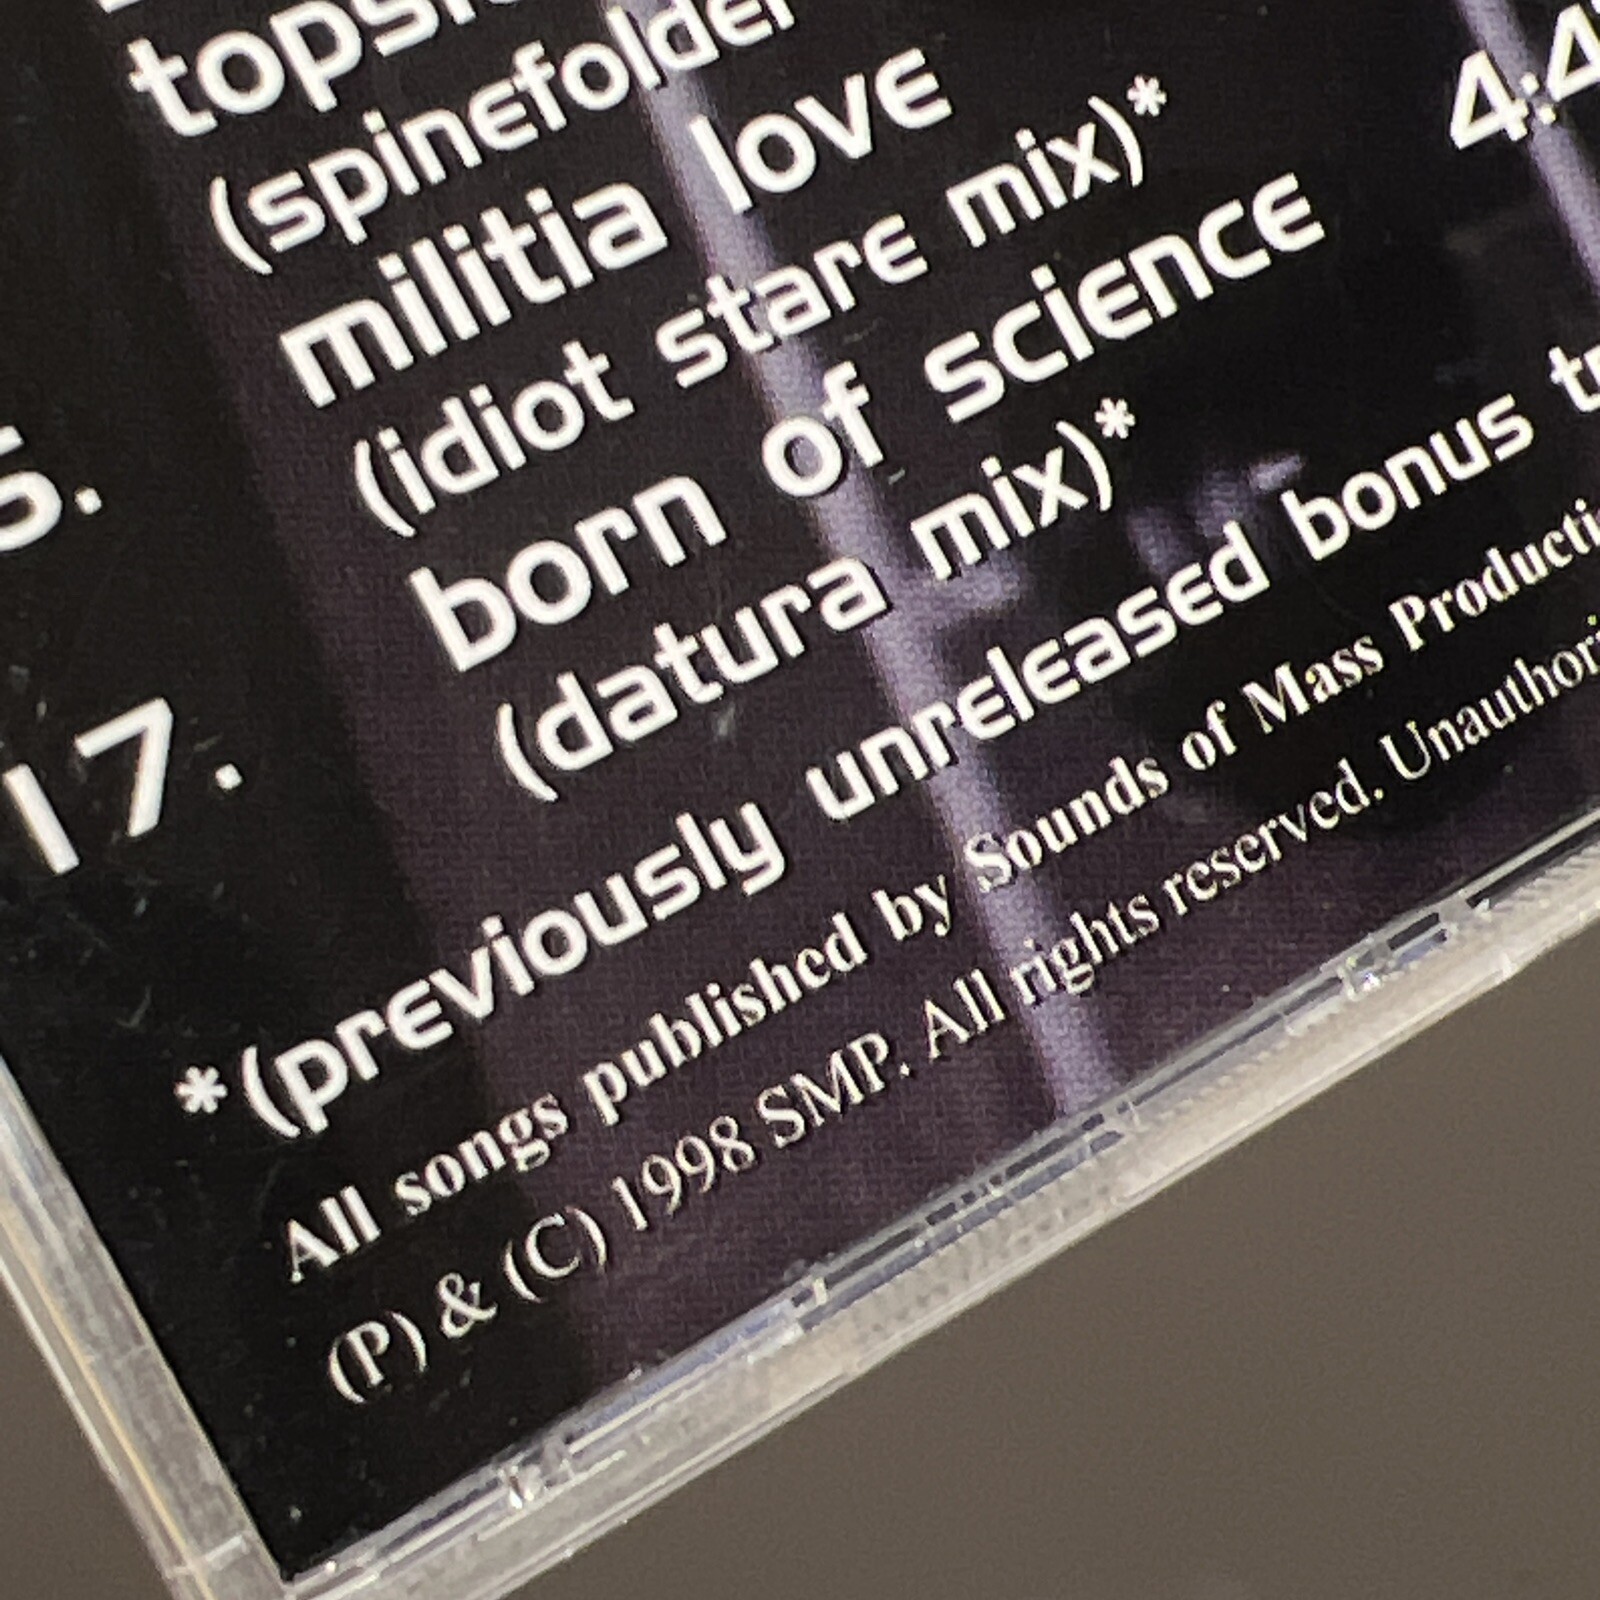 (spinefolder
militia love
(idiot stare mix)*
born of science
(datura mix)*
17.
*(previously unreleased bonus
All songs published by Sounds of Mass
(P) & (C) 1998 SMP. All rights reserved.